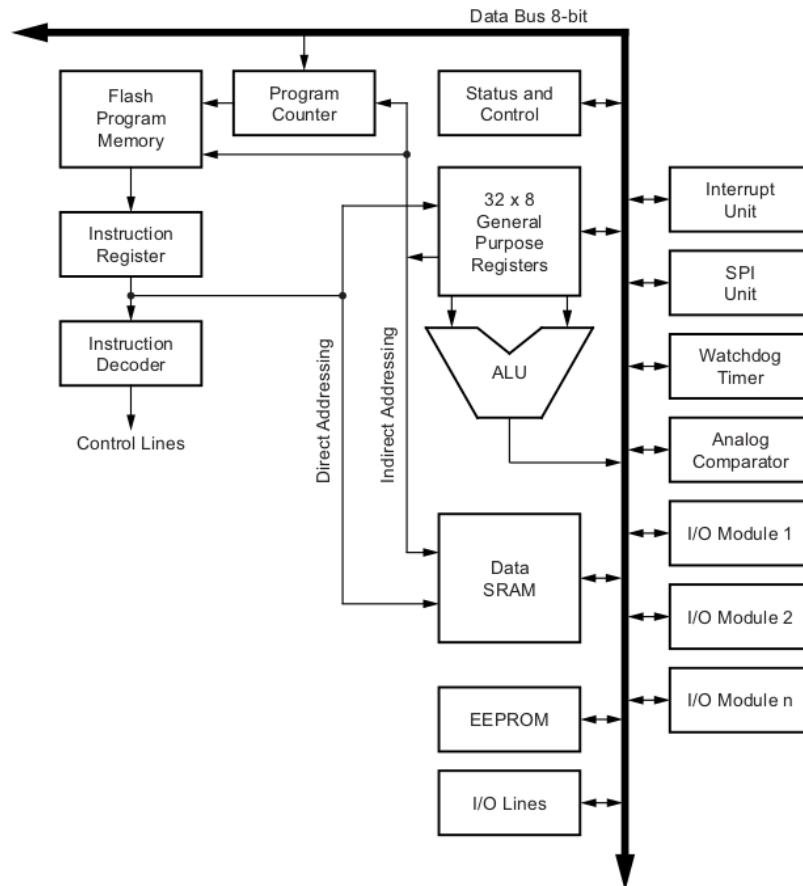 Data Bus 8-bit
Flash
Program
Memory
Program
Counter
Status and
Control
Instruction
Register
32 x 8
General
Purpose
Registers
Interrupt
Unit
SPI
Unit
Instruction
Decoder
Control Lines
Direct Addressing
Indirect Addressing
ALU
Watchdog
Timer
Analog
Comparator
Data
SRAM
I/O Module 1
I/O Module 2
I/O Module n
EEPROM
I/O Lines